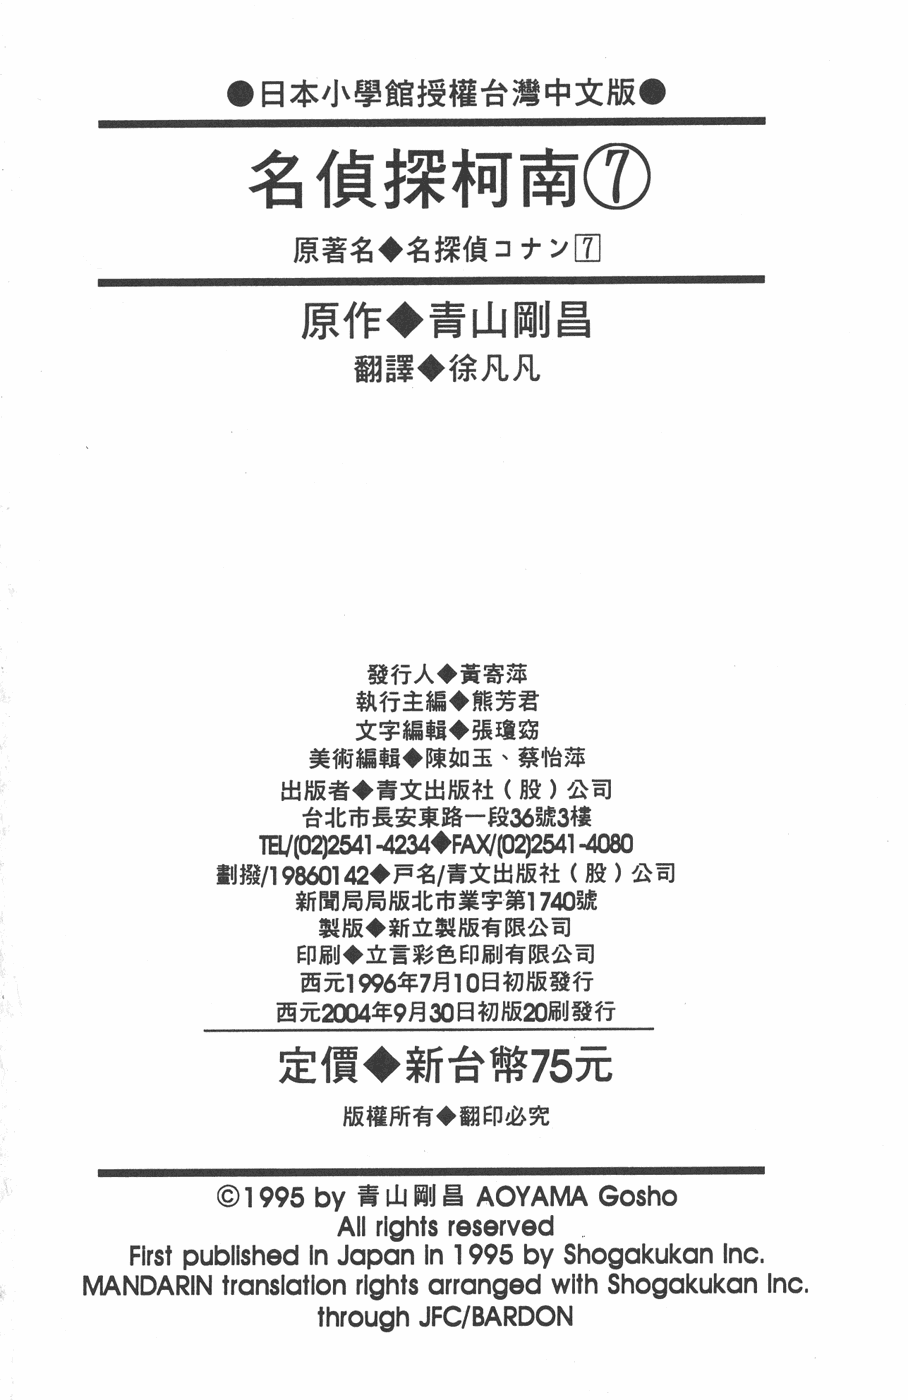 ●日本小學館授權台灣中文版●
名偵探柯南⑦
原著名◆名探偵コナン7
原作◆青山剛昌
翻譯◆徐凡凡
發行人◆黃寄萍
執行主編◆熊芳君
文字編輯◆張瓊窈
美術編輯◆陳如玉、蔡怡萍
出版者◆青文出版社（股）公司
台北市長安東路一段36號3樓
TEL/(02)2541-4234◆FAX/(02)2541-4080
劃撥/19860142◆戶名/青文出版社（股）公司
新聞局局版北市業字第1740號
製版◆新立製版有限公司
印刷◆立言彩色印刷有限公司
西元1996年7月10日初版發行
西元2004年9月30日初版20刷發行
定價◆新台幣75元
版權所有◆翻印必究
©1995 by 青山剛昌 AOYAMA Gosho
All rights reserved
First published in Japan in 1995 by Shogakukan Inc.
MANDARIN translation rights arranged with Shogakukan Inc.
through JFC/BARDON